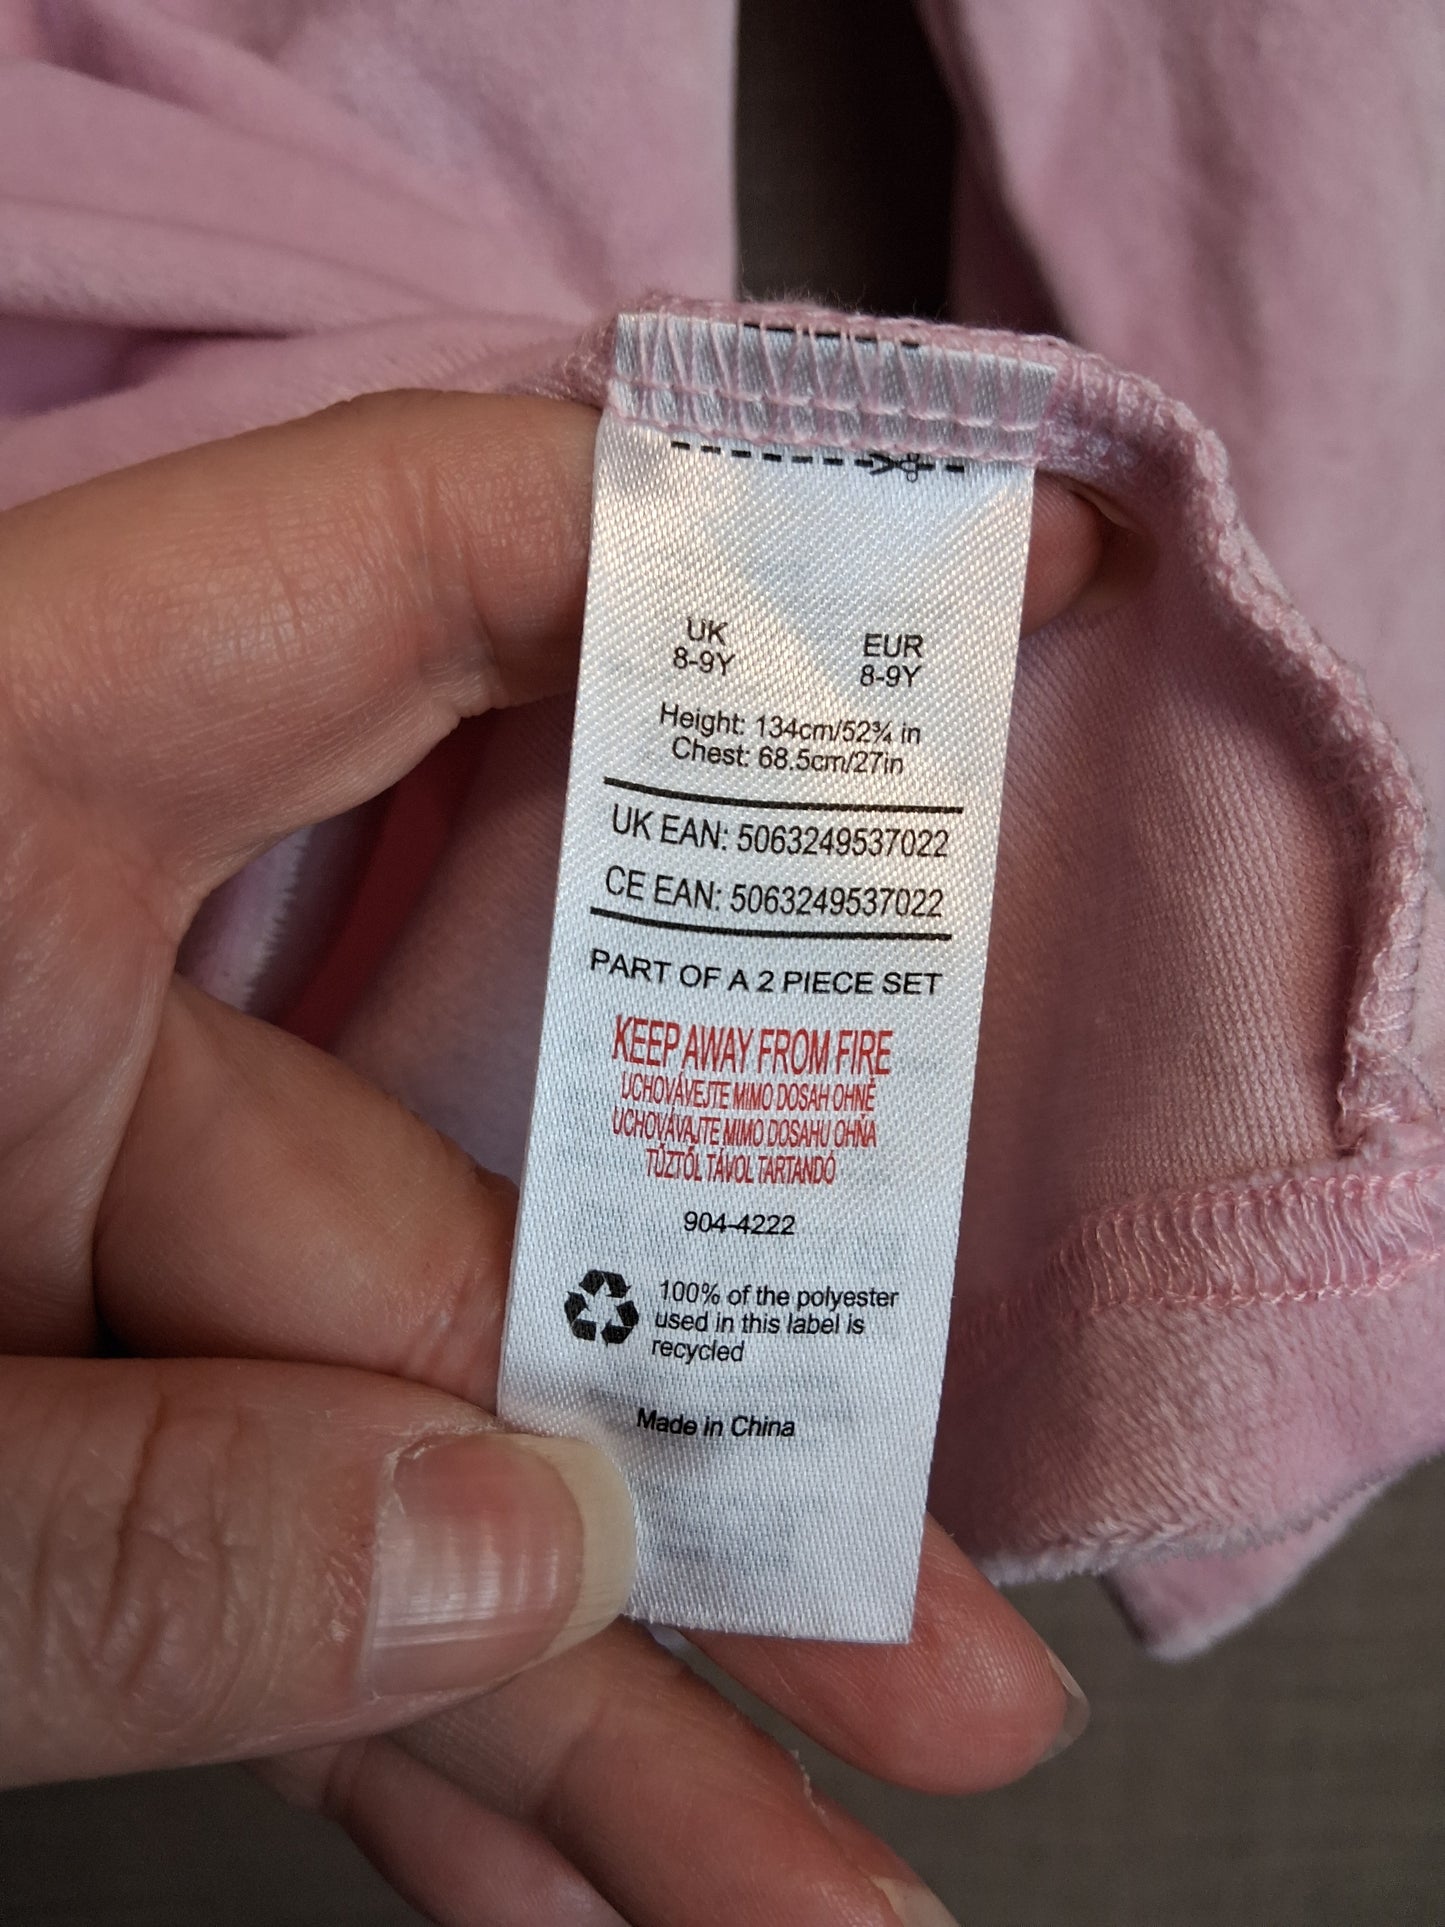 UK EUR
8-9Y 8-9Y
Height: 134cm/52¾ in
Chest: 68.5cm/27in
UK EAN: 5063249537022
CE EAN: 5063249537022
PART OF A 2 PIECE SET
KEEP AWAY FROM FIRE
UCHOVÁVEJTE MIMO DOSAH OHNĚ
UCHOVÁVAJTE MIMO DOSAHU OHŇA
TŰZTŐL TÁVOL TARTANDÓ
904-4222
100% of the polyester
used in this label is
recycled
Made in China